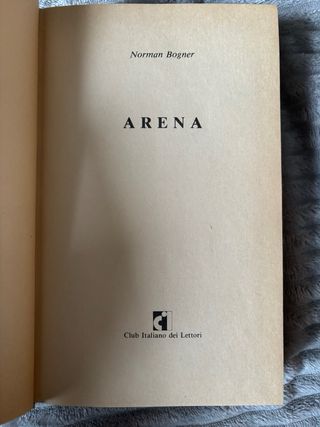 Norman Bogner
ARENA
Club Italiano dei Lettori